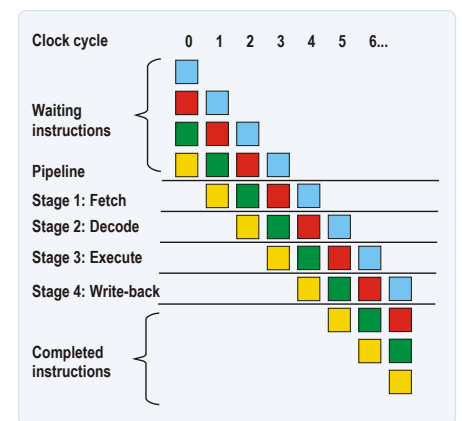 Clock cycle 0 1 2 3 4 5 6...
Waiting
instructions
Pipeline
Stage 1: Fetch
Stage 2: Decode
Stage 3: Execute
Stage 4: Write-back
Completed
instructions